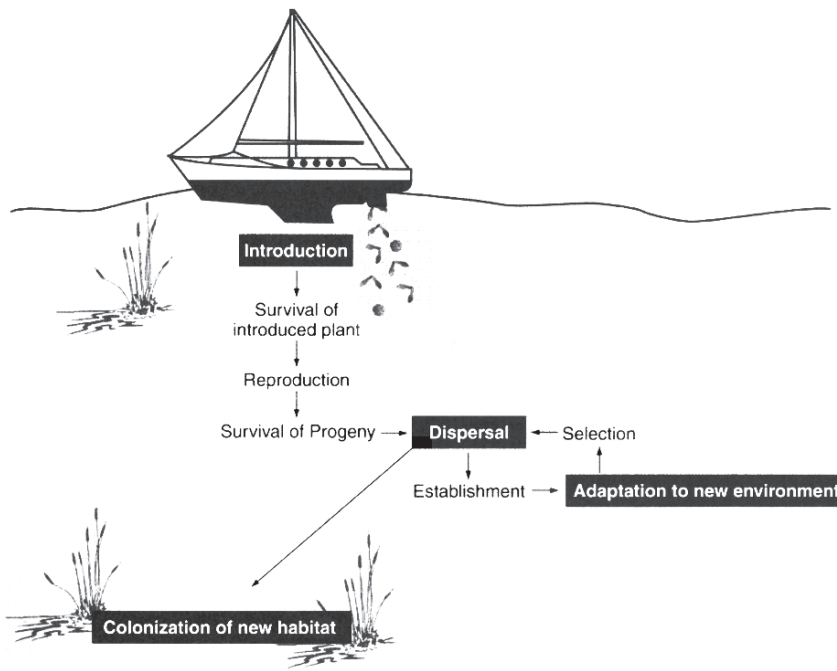 Introduction
Survival of
introduced plant
Reproduction
Survival of Progeny
Dispersal
Selection
Establishment
Adaptation to new environment
Colonization of new habitat